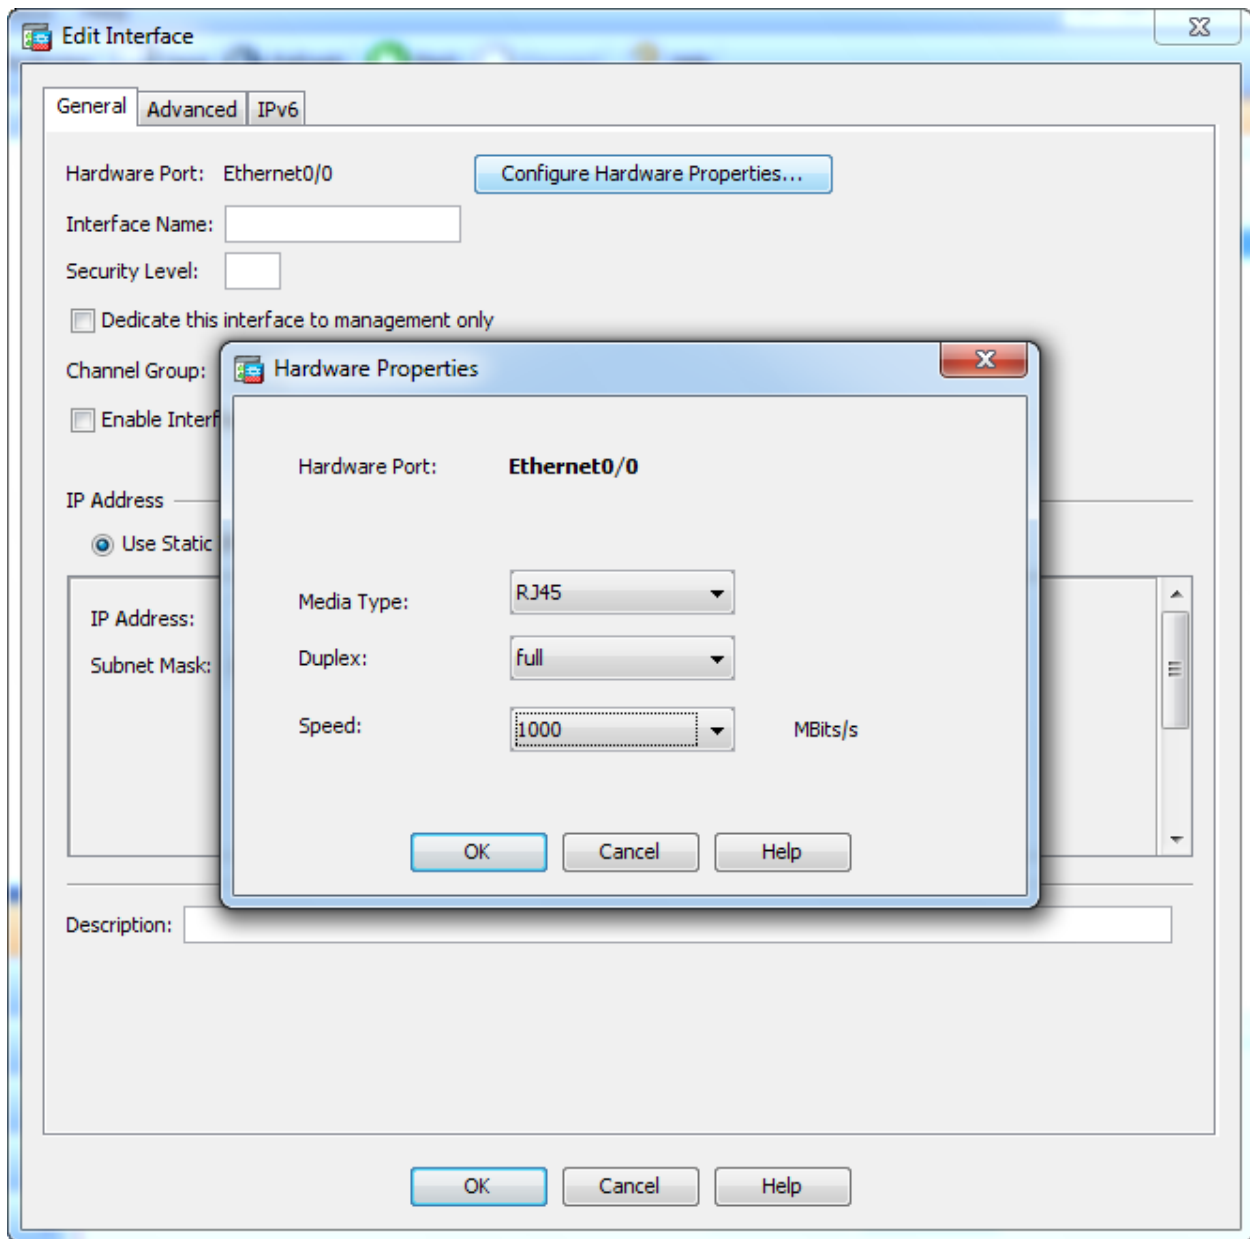 Edit Interface
General Advanced IPv6
Hardware Port: Ethernet0/0 Configure Hardware Properties...
Interface Name:
Security Level:
Dedicate this interface to management only
Channel Group:
Enable Interf
IP Address
Use Static
IP Address:
Subnet Mask:
Hardware Properties
Hardware Port: Ethernet0/0
Media Type: RJ45
Duplex: full
Speed: 1000 MBits/s
OK Cancel Help
Description:
OK Cancel Help